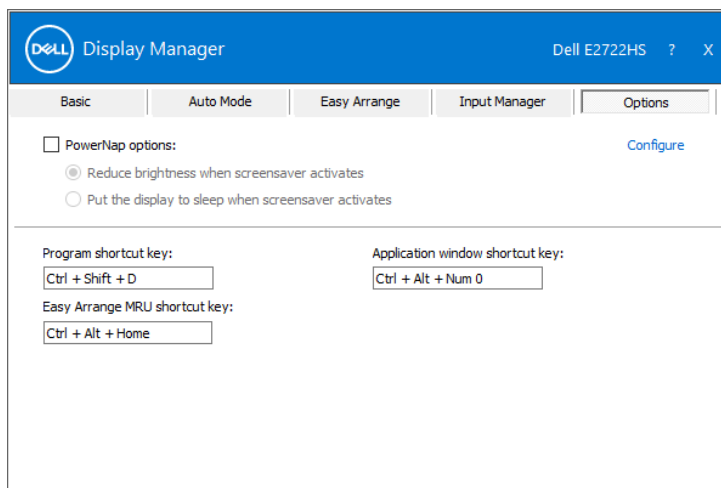 DELL Display Manager Dell E2722HS ? X
Basic Auto Mode Easy Arrange Input Manager Options
PowerNap options: Configure
Reduce brightness when screensaver activates
Put the display to sleep when screensaver activates
Program shortcut key: Application window shortcut key:
Ctrl + Shift + D Ctrl + Alt + Num 0
Easy Arrange MRU shortcut key:
Ctrl + Alt + Home